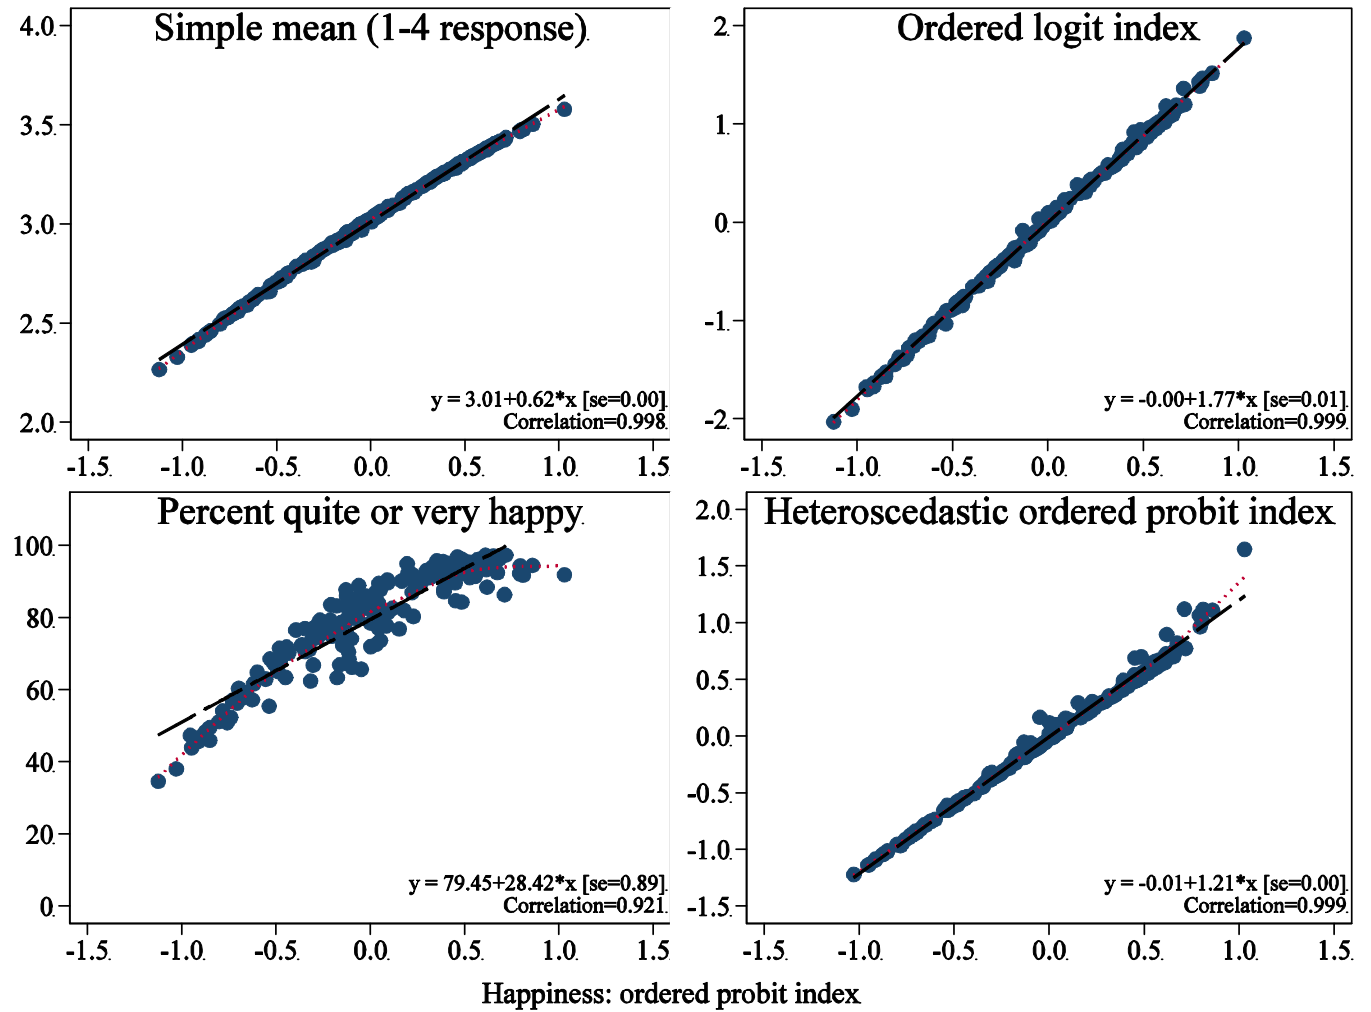 Simple mean (1-4 response)
4.0
3.5
3.0
2.5
2.0
y = 3.01+0.62*x [se=0.00]
Correlation=0.998
-1.5 -1.0 -0.5 0.0 0.5 1.0 1.5
Ordered logit index
2
1
0
-1
-2
y = -0.00+1.77*x [se=0.01]
Correlation=0.999
-1.5 -1.0 -0.5 0.0 0.5 1.0 1.5
Percent quite or very happy
100
80
60
40
20
0
y = 79.45+28.42*x [se=0.89]
Correlation=0.921
-1.5 -1.0 -0.5 0.0 0.5 1.0 1.5
Heteroscedastic ordered probit index
2.0
1.5
1.0
0.5
0.0
-0.5
-1.0
-1.5
y = -0.01+1.21*x [se=0.00]
Correlation=0.999
-1.5 -1.0 -0.5 0.0 0.5 1.0 1.5
Happiness: ordered probit index